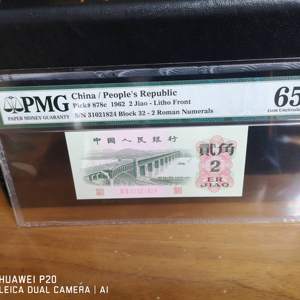 PMG
PAPER MONEY GUARANTY
China / People's Republic
Pick# 878c 1962 2 Jiao - Litho Front
S/N 31021824 Block 32 - 2 Roman Numerals
65
Gem Uncirculated
中国人民银行
贰角
2
ER
JIAO
HUAWEI P20
LEICA DUAL CAMERA | AI